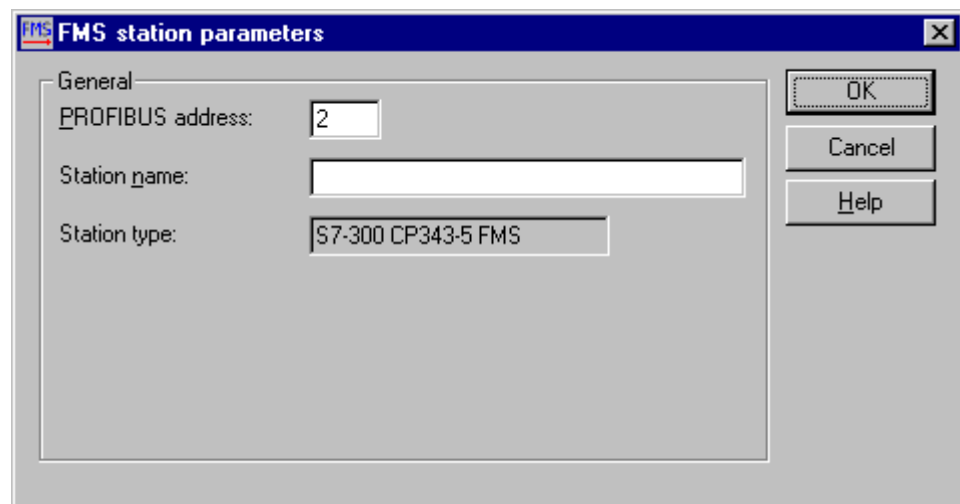 FMS FMS station parameters
General
PROFIBUS address: 2
Station name:
Station type: S7-300 CP343-5 FMS
OK
Cancel
Help